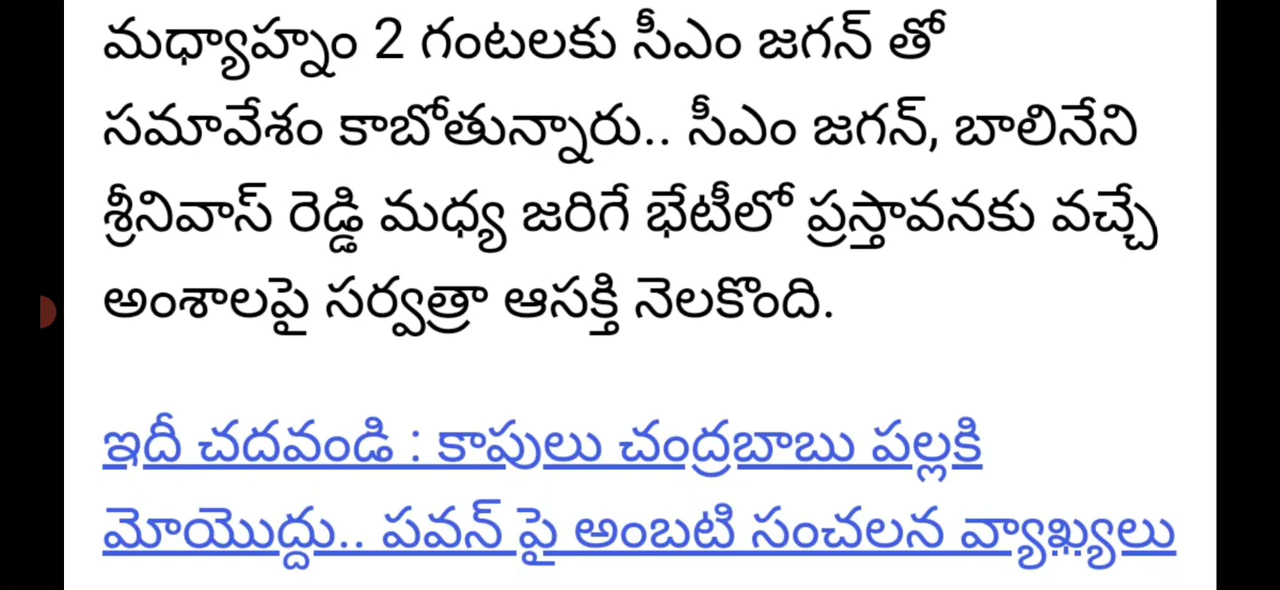 మధ్యాహ్నం 2 గంటలకు సీఎం జగన్ తో
సమావేశం కాబోతున్నారు.. సీఎం జగన్, బాలినేని
శ్రీనివాస్ రెడ్డి మధ్య జరిగే భేటీలో ప్రస్తావనకు వచ్చే
అంశాలపై సర్వత్రా ఆసక్తి నెలకొంది.
ఇదీ చదవండి : కాపులు చంద్రబాబు పల్లకి
మోయొద్దు.. పవన్ పై అంబటి సంచలన వ్యాఖ్యలు